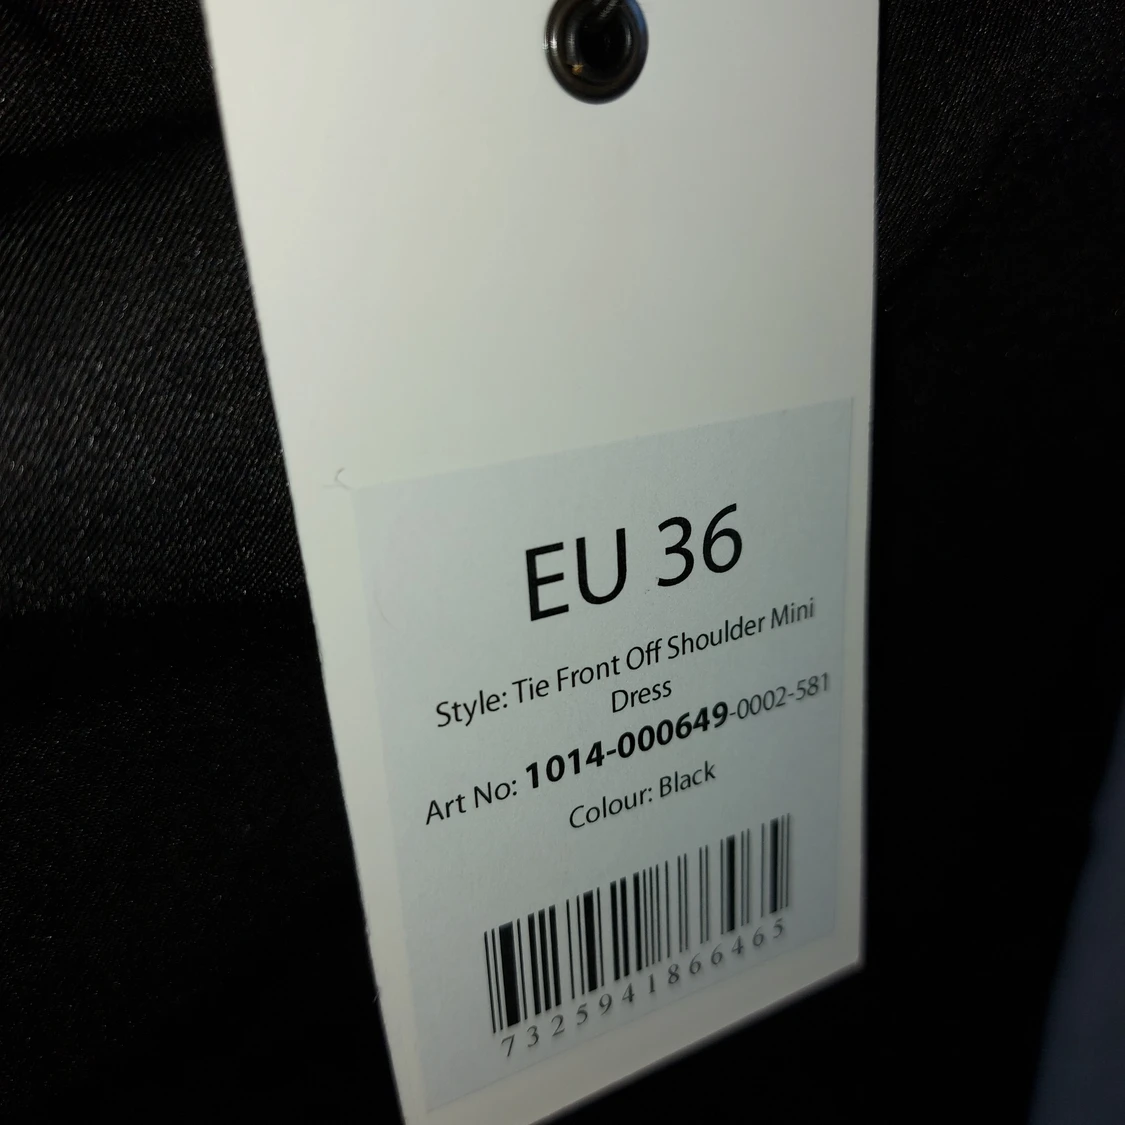 EU 36
Style: Tie Front Off Shoulder Mini
Dress
Art No: 1014-000649-0002-581
Colour: Black
7325941866465